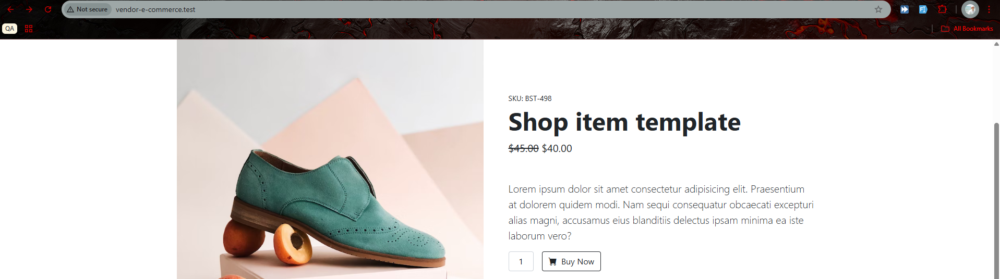 Not secure
vendor-e-commerce.test
QA
All Bookmarks
SKU: BST-498
Shop item template
$45.00 $40.00
Lorem ipsum dolor sit amet consectetur adipisicing elit. Praesentium
at dolorem quidem modi. Nam sequi consequatur obcaecati excepturi
alias magni, accusamus eius blanditiis delectus ipsam minima ea iste
laborum vero?
1
Buy Now